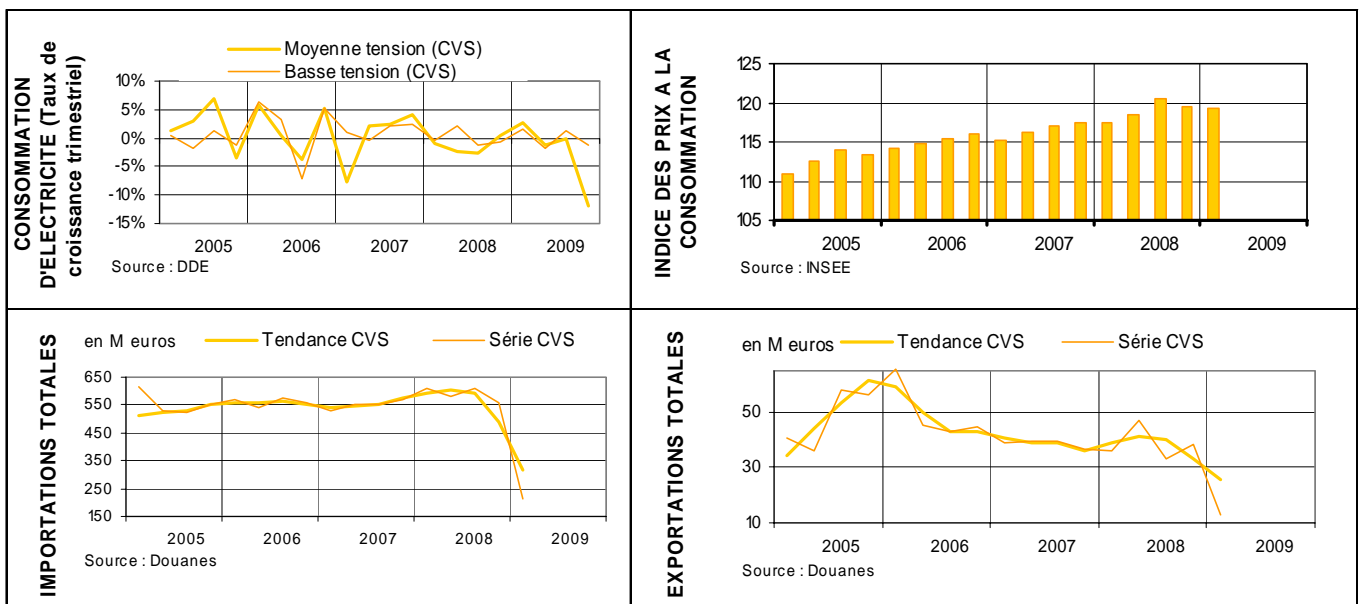 CONSOMMATION
D'ELECTRICITE (Taux de
croissance trimestriel)
Moyenne tension (CVS)
Basse tension (CVS)
10%
5%
0%
-5%
-10%
-15%
2005 2006 2007 2008 2009
Source : DDE
INDICE DES PRIX A LA
CONSOMMATION
125
120
115
110
105
2005 2006 2007 2008 2009
Source : INSEE
IMPORTATIONS TOTALES
en M euros Tendance CVS Série CVS
650
550
450
350
250
150
2005 2006 2007 2008 2009
Source : Douanes
EXPORTATIONS TOTALES
en M euros Tendance CVS Série CVS
50
30
10
2005 2006 2007 2008 2009
Source : Douanes